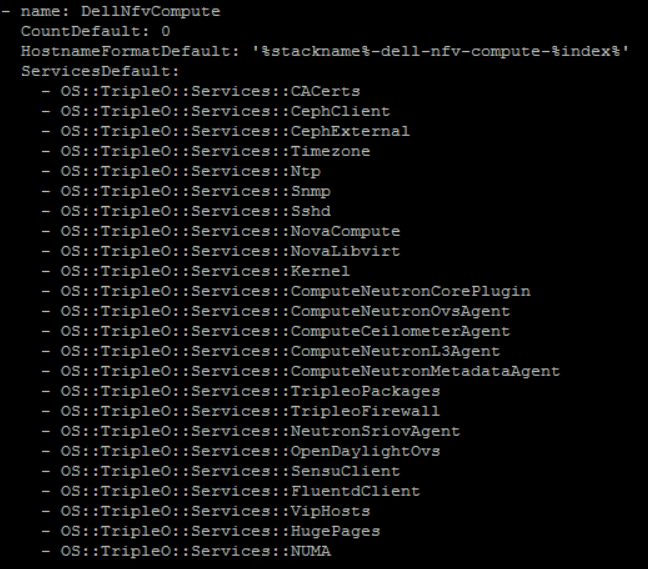 - name: DellNfvCompute
  CountDefault: 0
  HostnameFormatDefault: '%stackname%-dell-nfv-compute-%index%'
  ServicesDefault:
    - OS::TripleO::Services::CACerts
    - OS::TripleO::Services::CephClient
    - OS::TripleO::Services::CephExternal
    - OS::TripleO::Services::Timezone
    - OS::TripleO::Services::Ntp
    - OS::TripleO::Services::Snmp
    - OS::TripleO::Services::Sshd
    - OS::TripleO::Services::NovaCompute
    - OS::TripleO::Services::NovaLibvirt
    - OS::TripleO::Services::Kernel
    - OS::TripleO::Services::ComputeNeutronCorePlugin
    - OS::TripleO::Services::ComputeNeutronOvsAgent
    - OS::TripleO::Services::ComputeCeilometerAgent
    - OS::TripleO::Services::ComputeNeutronL3Agent
    - OS::TripleO::Services::ComputeNeutronMetadataAgent
    - OS::TripleO::Services::TripleoPackages
    - OS::TripleO::Services::TripleoFirewall
    - OS::TripleO::Services::NeutronSriovAgent
    - OS::TripleO::Services::OpenDaylightOvs
    - OS::TripleO::Services::SensuClient
    - OS::TripleO::Services::FluentdClient
    - OS::TripleO::Services::VipHosts
    - OS::TripleO::Services::HugePages
    - OS::TripleO::Services::NUMA